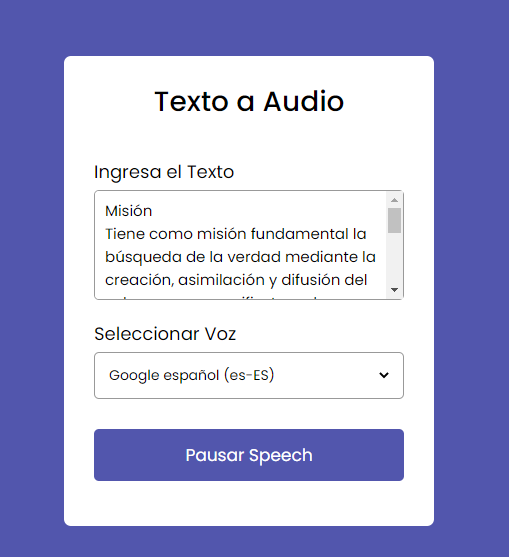 Texto a Audio
Ingresa el Texto
Misión
Tiene como misión fundamental la
búsqueda de la verdad mediante la
creación, asimilación y difusión del
Seleccionar Voz
Google español (es-ES)
Pausar Speech